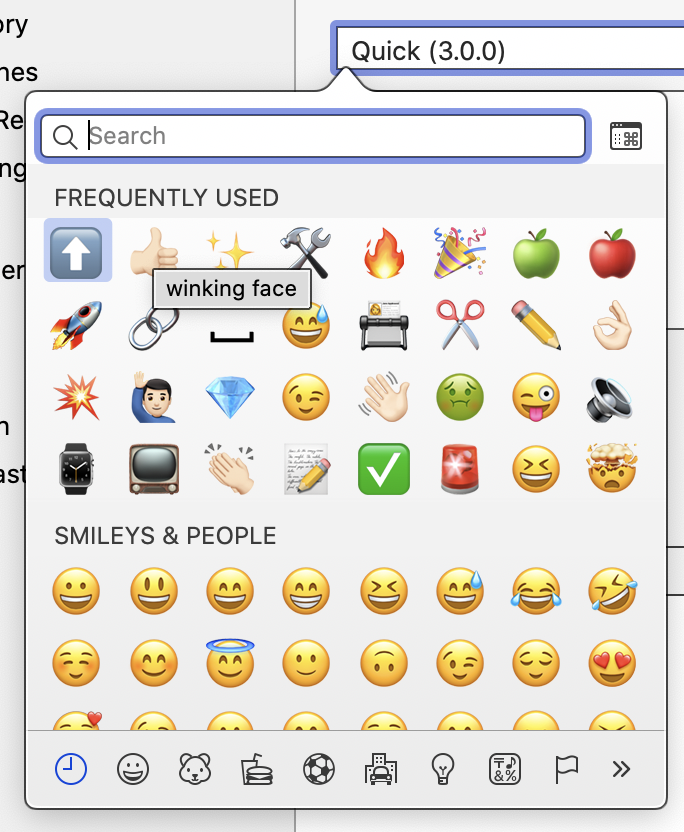 ory
Quick (3.0.0)
nes
Re
Search
ng
FREQUENTLY USED
er
winking face
n
ast
SMILEYS & PEOPLE